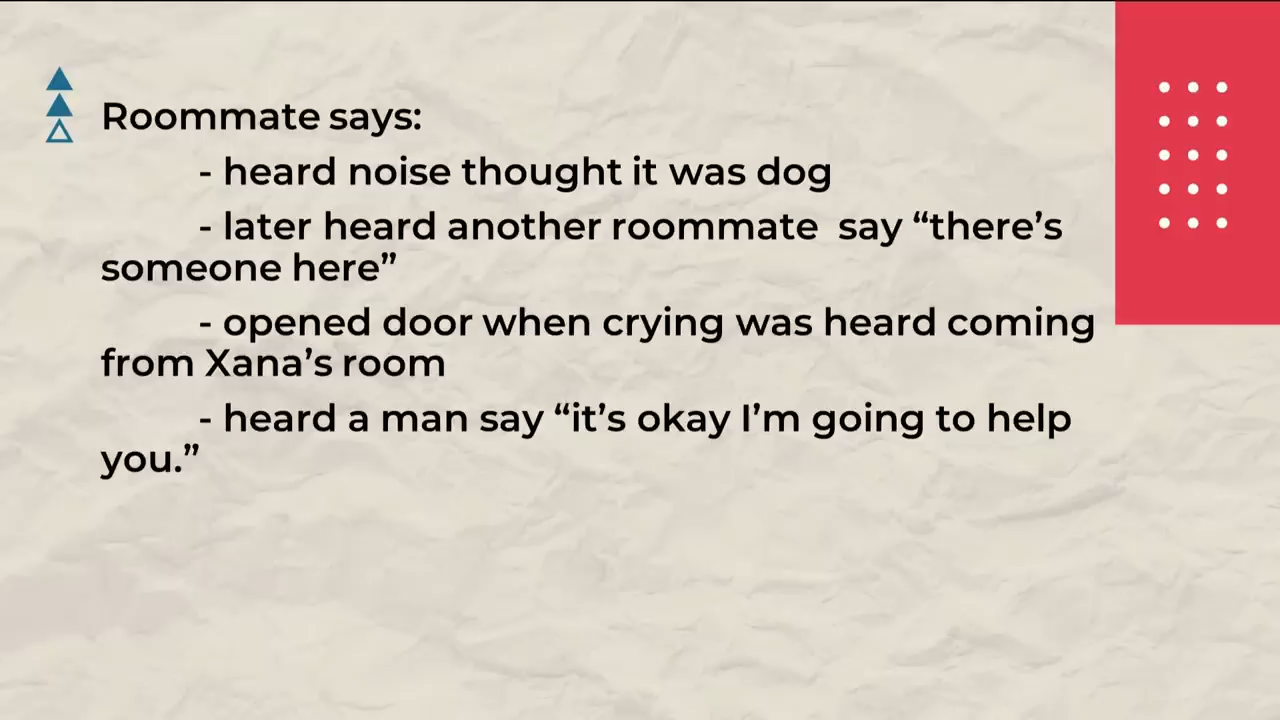 Roommate says:
- heard noise thought it was dog
- later heard another roommate  say “there’s
someone here”
- opened door when crying was heard coming
from Xana’s room
- heard a man say “it’s okay I’m going to help
you.”